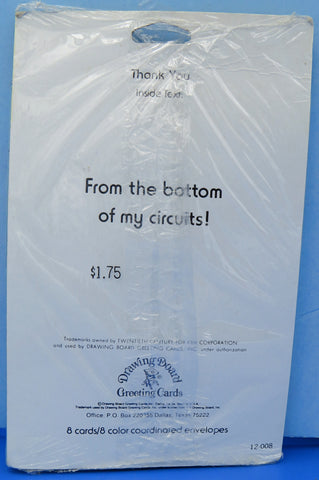 Thank You
Inside Text:
From the bottom
of my circuits!
$1.75
Trademarks owned by TWENTIETH CENTURY-FOX FILM CORPORATION
and used by DRAWING BOARD GREETING CARDS, INC. under authorization
Drawing Board
Greeting Cards
Office: P.O. Box 220155 Dallas, Texas 75222
8 cards/8 color coordinated envelopes
12-008